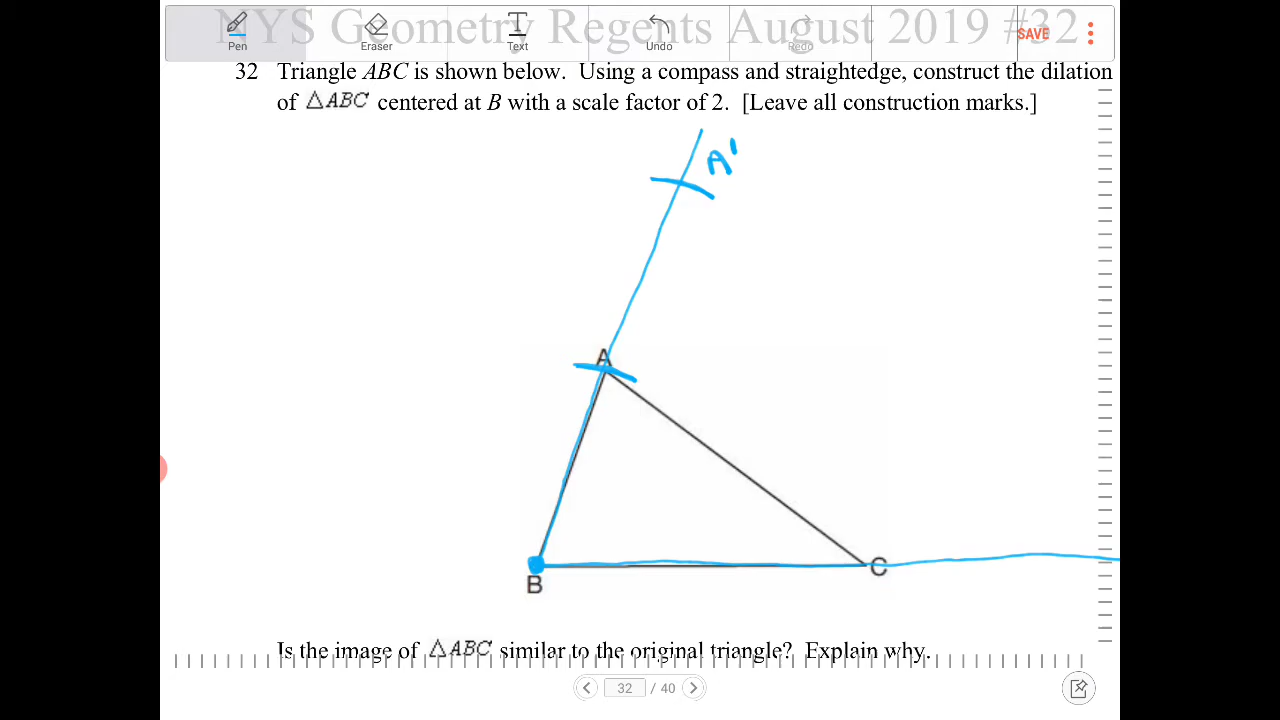 NYS Geometry Regents August 2019 #32
Pen
Eraser
Text
Undo
Redo
SAVE
32 Triangle ABC is shown below. Using a compass and straightedge, construct the dilation
of △ABC centered at B with a scale factor of 2. [Leave all construction marks.]
A'
A
B
C
Is the image of △ABC similar to the original triangle? Explain why.
32 / 40